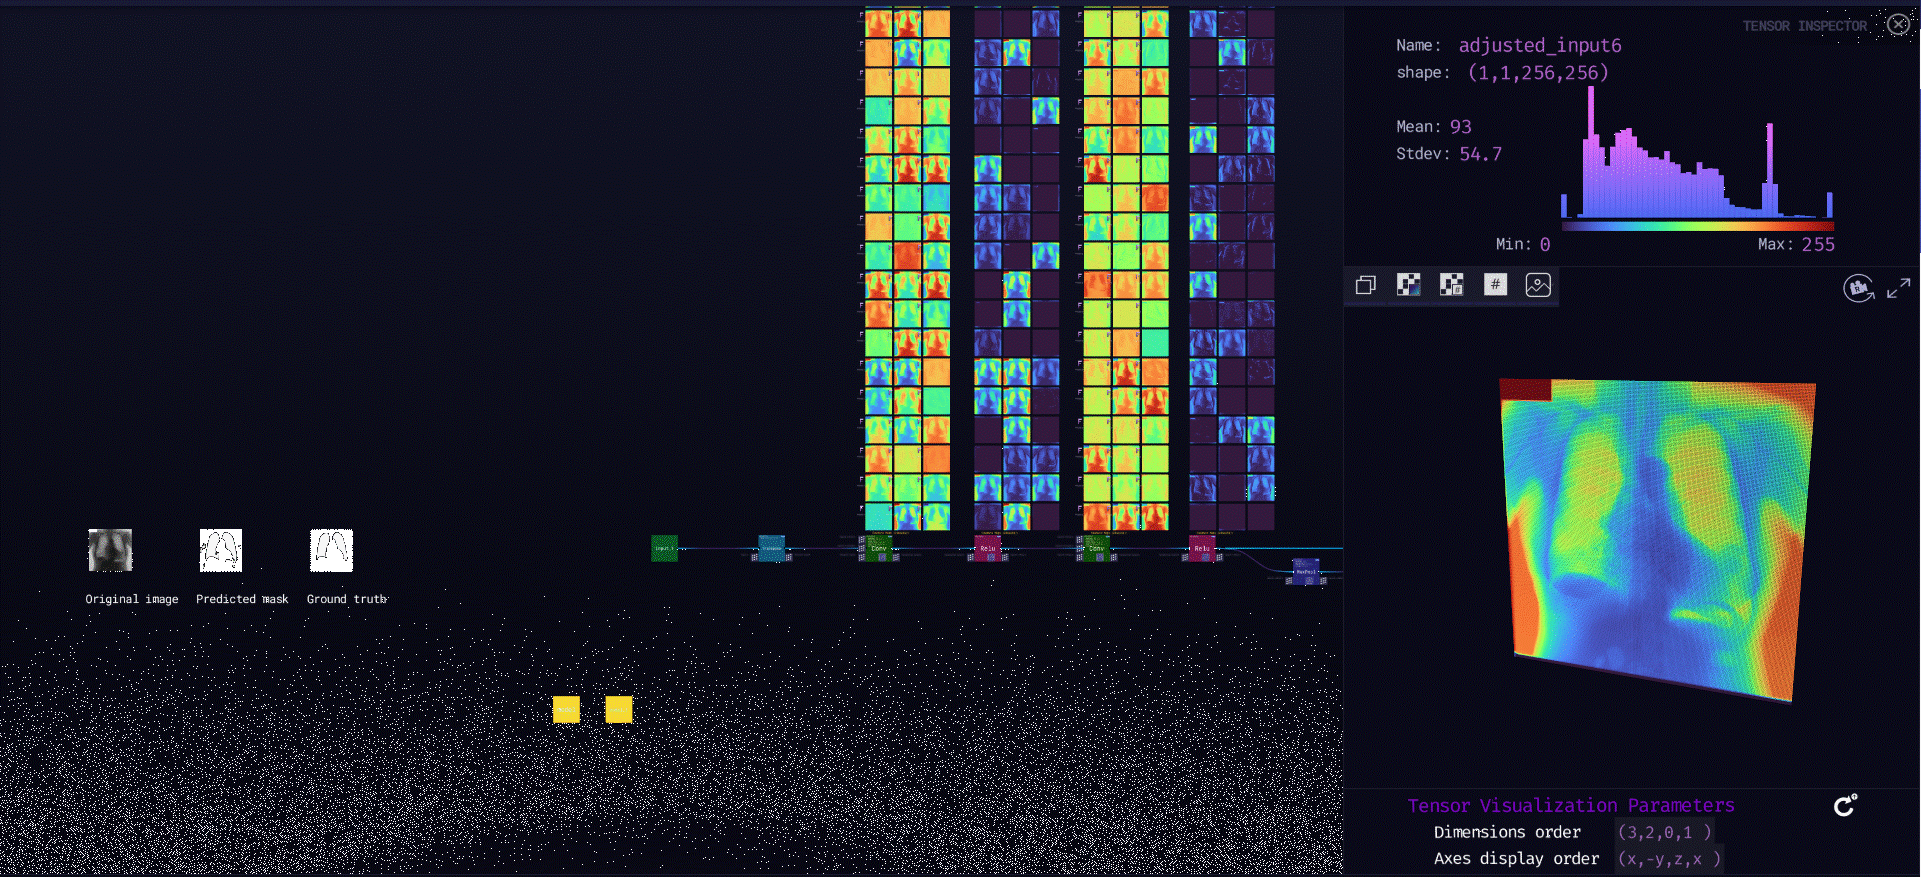 TENSOR INSPECTOR
Name: adjusted_input6
shape: (1,1,256,256)
Mean: 93
Stdev: 54.7
Min: 0
Max: 255
#
Conv
Relu
Conv
Relu
MaxPool
Original image
Predicted mask
Ground truth
Tensor Visualization Parameters
Dimensions order (3,2,0,1 )
Axes display order (x,-y,z,x )